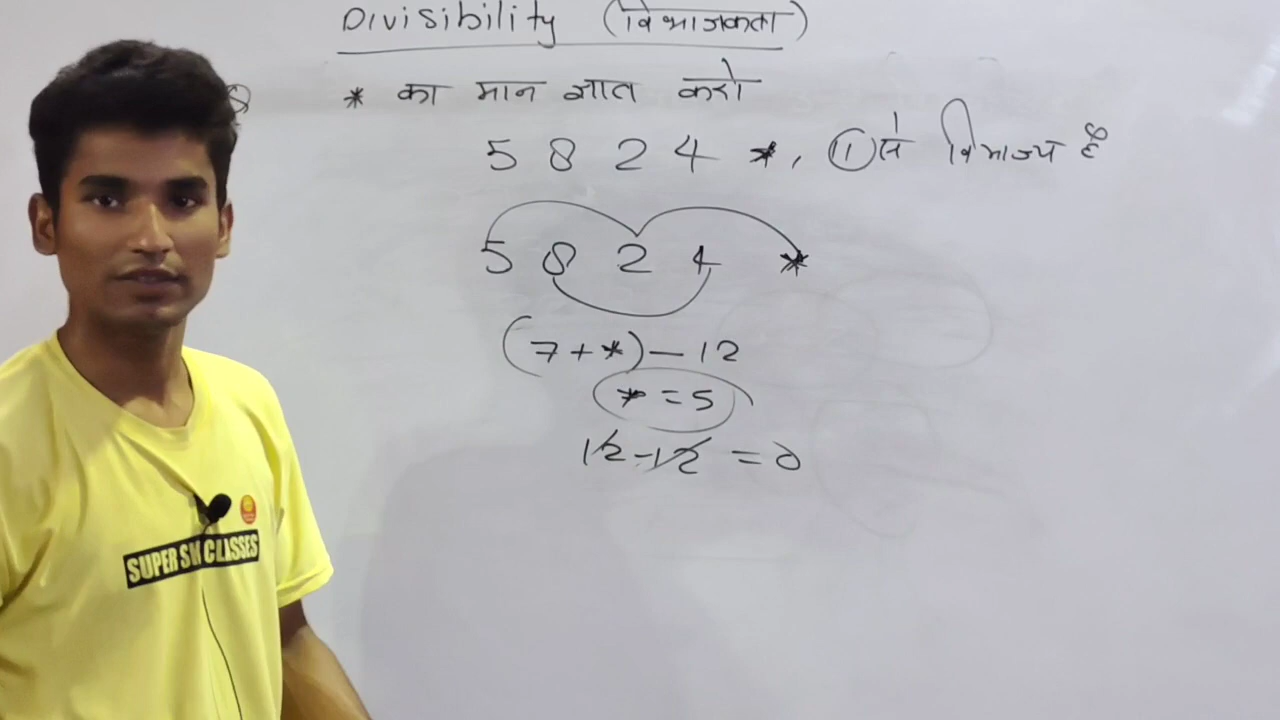 Divisibility (विभाजकता)
* का मान ज्ञात करो
5 8 2 4 *, 11 से विभाज्य है
5 8 2 4 *
(7+*)-12
*=5
12-12=0
SUPER SM CLASSES